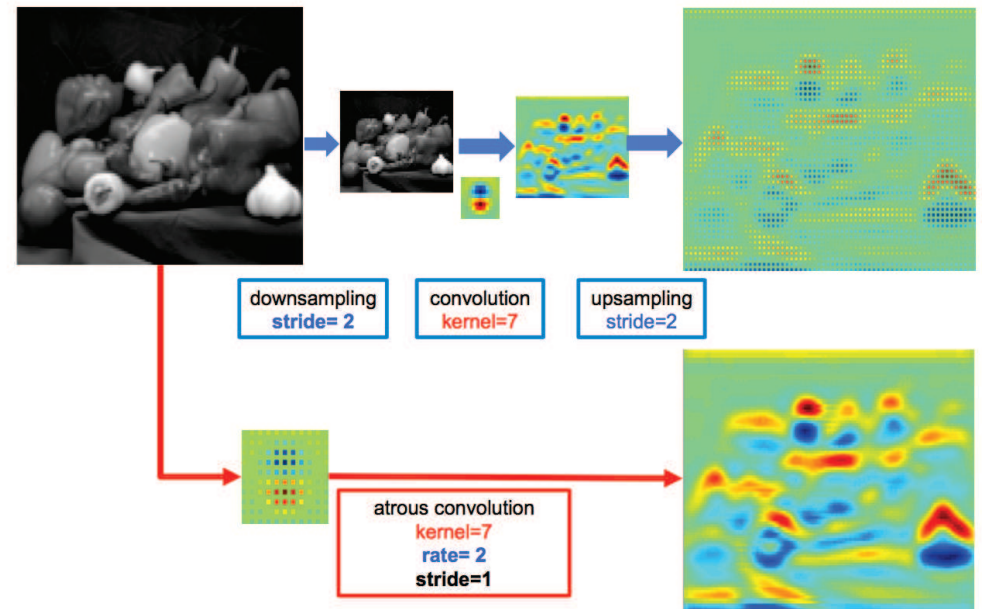 downsampling
stride= 2
convolution
kernel=7
upsampling
stride=2
atrous convolution
kernel=7
rate= 2
stride=1